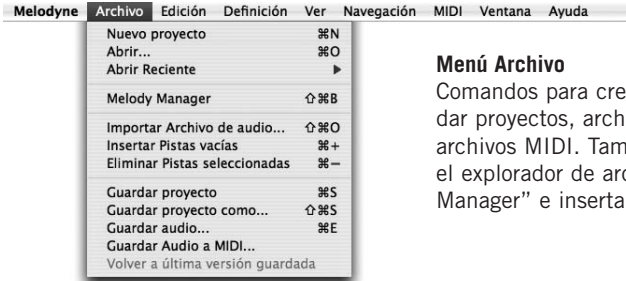 Melodyne Archivo Edición Definición Ver Navegación MIDI Ventana Ayuda
Nuevo proyecto ⌘N
Abrir... ⌘O
Abrir Reciente ▶
Melody Manager ⇧⌘B
Importar Archivo de audio... ⇧⌘O
Insertar Pistas vacías ⌘+
Eliminar Pistas seleccionadas ⌘−
Guardar proyecto ⌘S
Guardar proyecto como... ⇧⌘S
Guardar audio... ⌘E
Guardar Audio a MIDI...
Volver a última versión guardada
Menú Archivo
Comandos para cre
dar proyectos, arch
archivos MIDI. Tam
el explorador de arc
Manager” e inserta